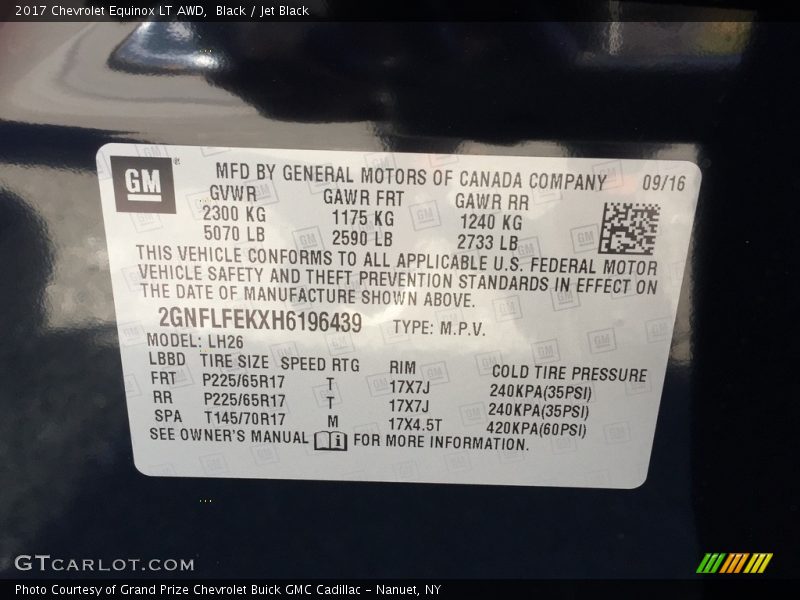 2017 Chevrolet Equinox LT AWD, Black / Jet Black
GM
MFD BY GENERAL MOTORS OF CANADA COMPANY 09/16
GVWR GAWR FRT GAWR RR
2300 KG 1175 KG 1240 KG
5070 LB 2590 LB 2733 LB
THIS VEHICLE CONFORMS TO ALL APPLICABLE U.S. FEDERAL MOTOR
VEHICLE SAFETY AND THEFT PREVENTION STANDARDS IN EFFECT ON
THE DATE OF MANUFACTURE SHOWN ABOVE.
2GNFLFEKXH6196439 TYPE: M.P.V.
MODEL: LH26
LBBD TIRE SIZE SPEED RTG RIM COLD TIRE PRESSURE
FRT P225/65R17 T 17X7J 240KPA(35PSI)
RR P225/65R17 T 17X7J 240KPA(35PSI)
SPA T145/70R17 M 17X4.5T 420KPA(60PSI)
SEE OWNER'S MANUAL FOR MORE INFORMATION.
GTCARLOT.COM
Photo Courtesy of Grand Prize Chevrolet Buick GMC Cadillac - Nanuet, NY